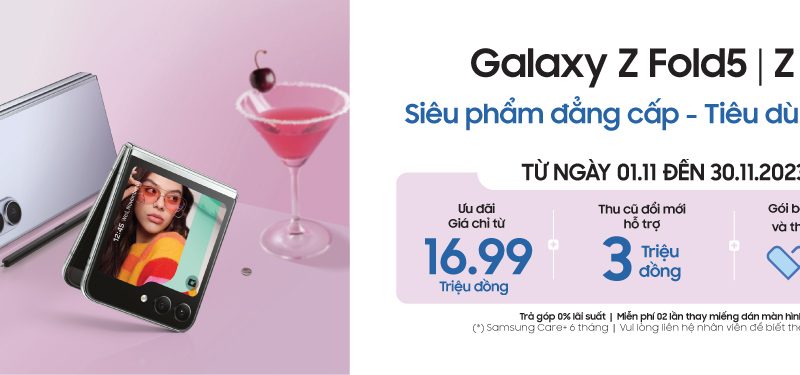 Galaxy Z Fold5 | Z
Siêu phẩm đẳng cấp - Tiêu dù
TỪ NGÀY 01.11 ĐẾN 30.11.2023
Ưu đãi
Giá chỉ từ
16.99
Triệu đồng
Thu cũ đổi mới
hỗ trợ
3 Triệu
đồng
Gói b
và th
Trả góp 0% lãi suất | Miễn phí 02 lần thay miếng dán màn hình
(*) Samsung Care+ 6 tháng | Vui lòng liên hệ nhân viên để biết th
12:45